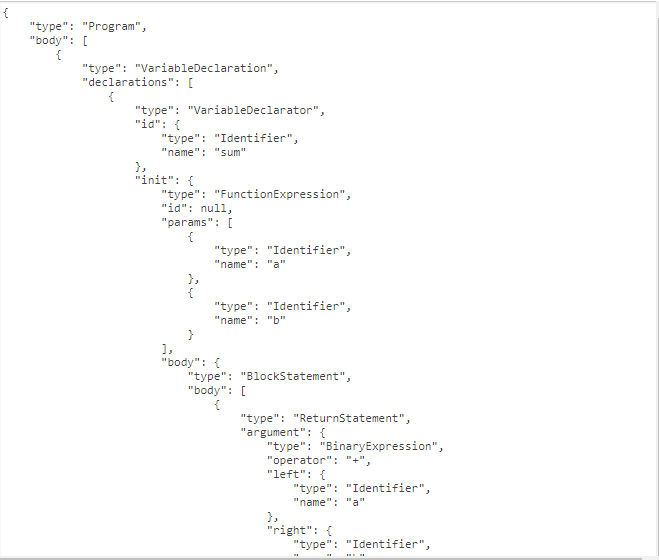 {
    "type": "Program",
    "body": [
        {
            "type": "VariableDeclaration",
            "declarations": [
                {
                    "type": "VariableDeclarator",
                    "id": {
                        "type": "Identifier",
                        "name": "sum"
                    },
                    "init": {
                        "type": "FunctionExpression",
                        "id": null,
                        "params": [
                            {
                                "type": "Identifier",
                                "name": "a"
                            },
                            {
                                "type": "Identifier",
                                "name": "b"
                            }
                        ],
                        "body": {
                            "type": "BlockStatement",
                            "body": [
                                {
                                    "type": "ReturnStatement",
                                    "argument": {
                                        "type": "BinaryExpression",
                                        "operator": "+",
                                        "left": {
                                            "type": "Identifier",
                                            "name": "a"
                                        },
                                        "right": {
                                            "type": "Identifier",